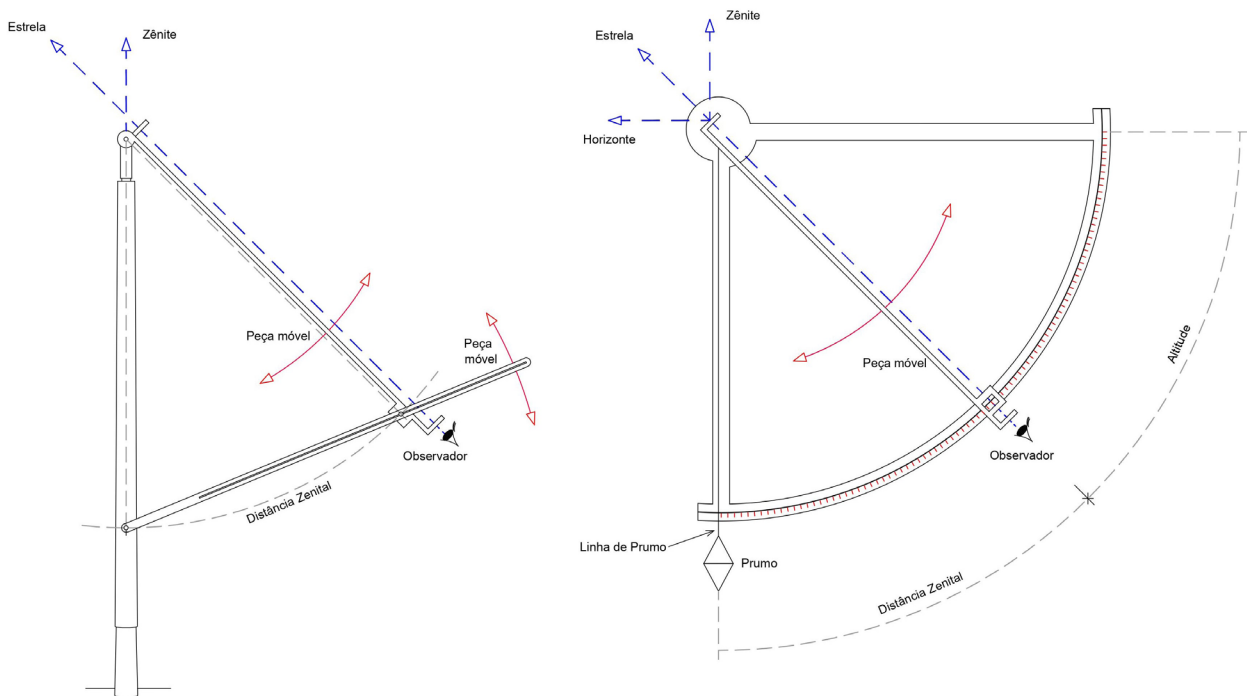 Estrela
Zênite
Peça móvel
Peça
móvel
Observador
Distância Zenital
Zênite
Estrela
Horizonte
Peça móvel
Altitude
Observador
Linha de Prumo
Prumo
Distância Zenital